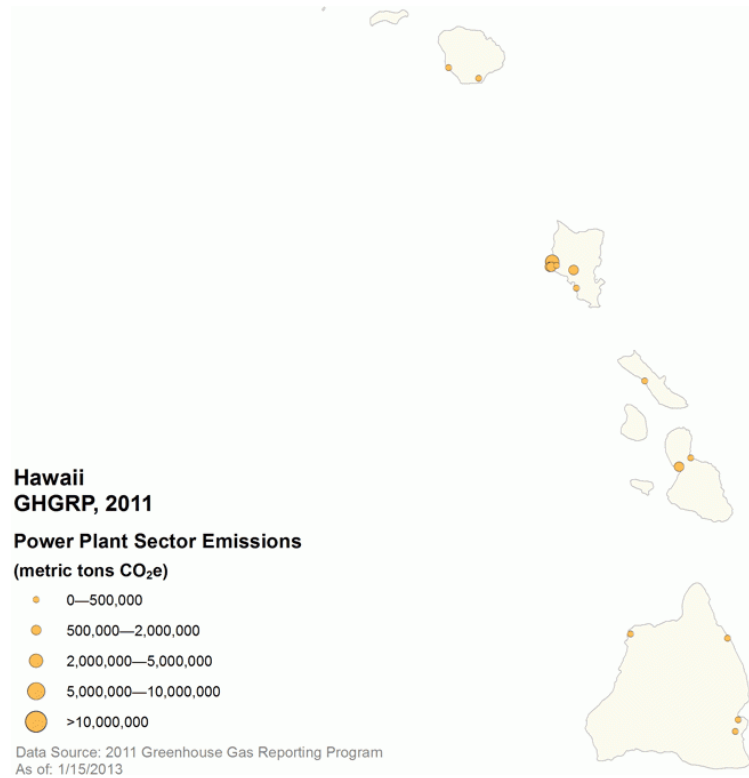 Hawaii
GHGRP, 2011
Power Plant Sector Emissions
(metric tons CO₂e)
0—500,000
500,000—2,000,000
2,000,000—5,000,000
5,000,000—10,000,000
>10,000,000
Data Source: 2011 Greenhouse Gas Reporting Program
As of: 1/15/2013